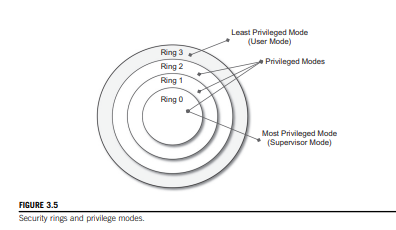 Least Privileged Mode
(User Mode)
Ring 3
Ring 2
Privileged Modes
Ring 1
Ring 0
Most Privileged Mode
(Supervisor Mode)
FIGURE 3.5
Security rings and privilege modes.